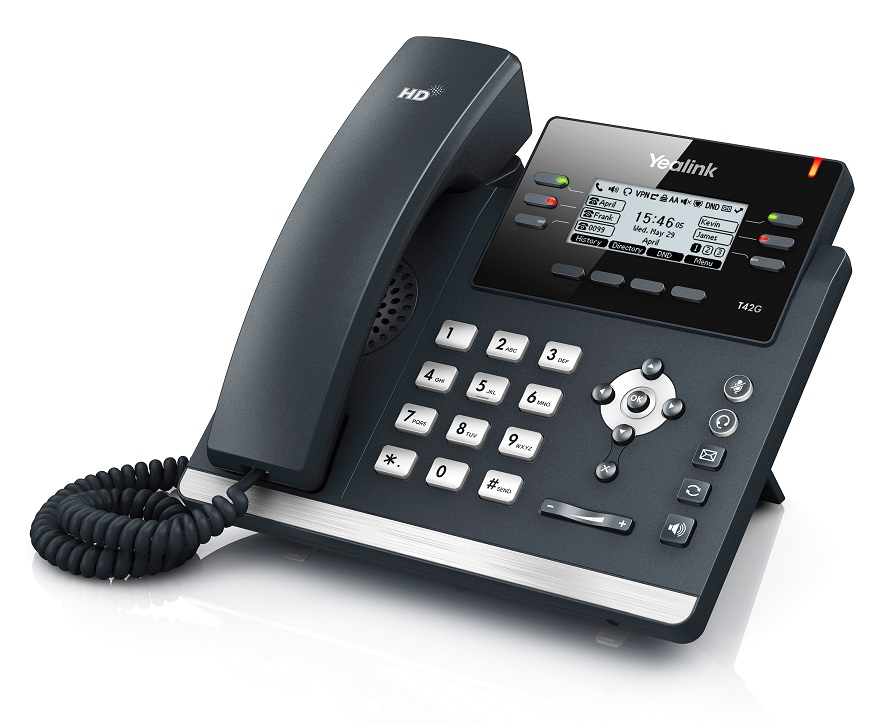 HD
Yealink
VPN AA DND
April
15:46 05
Kevin
Frank
Wed. May 29
James
0099
April
1 2 3
History Directory DND Menu
T42G
1 2 ABC 3 DEF
4 GHI 5 JKL 6 MNO
7 PQRS 8 TUV 9 WXYZ
*. 0 # SEND
OK
X
- +